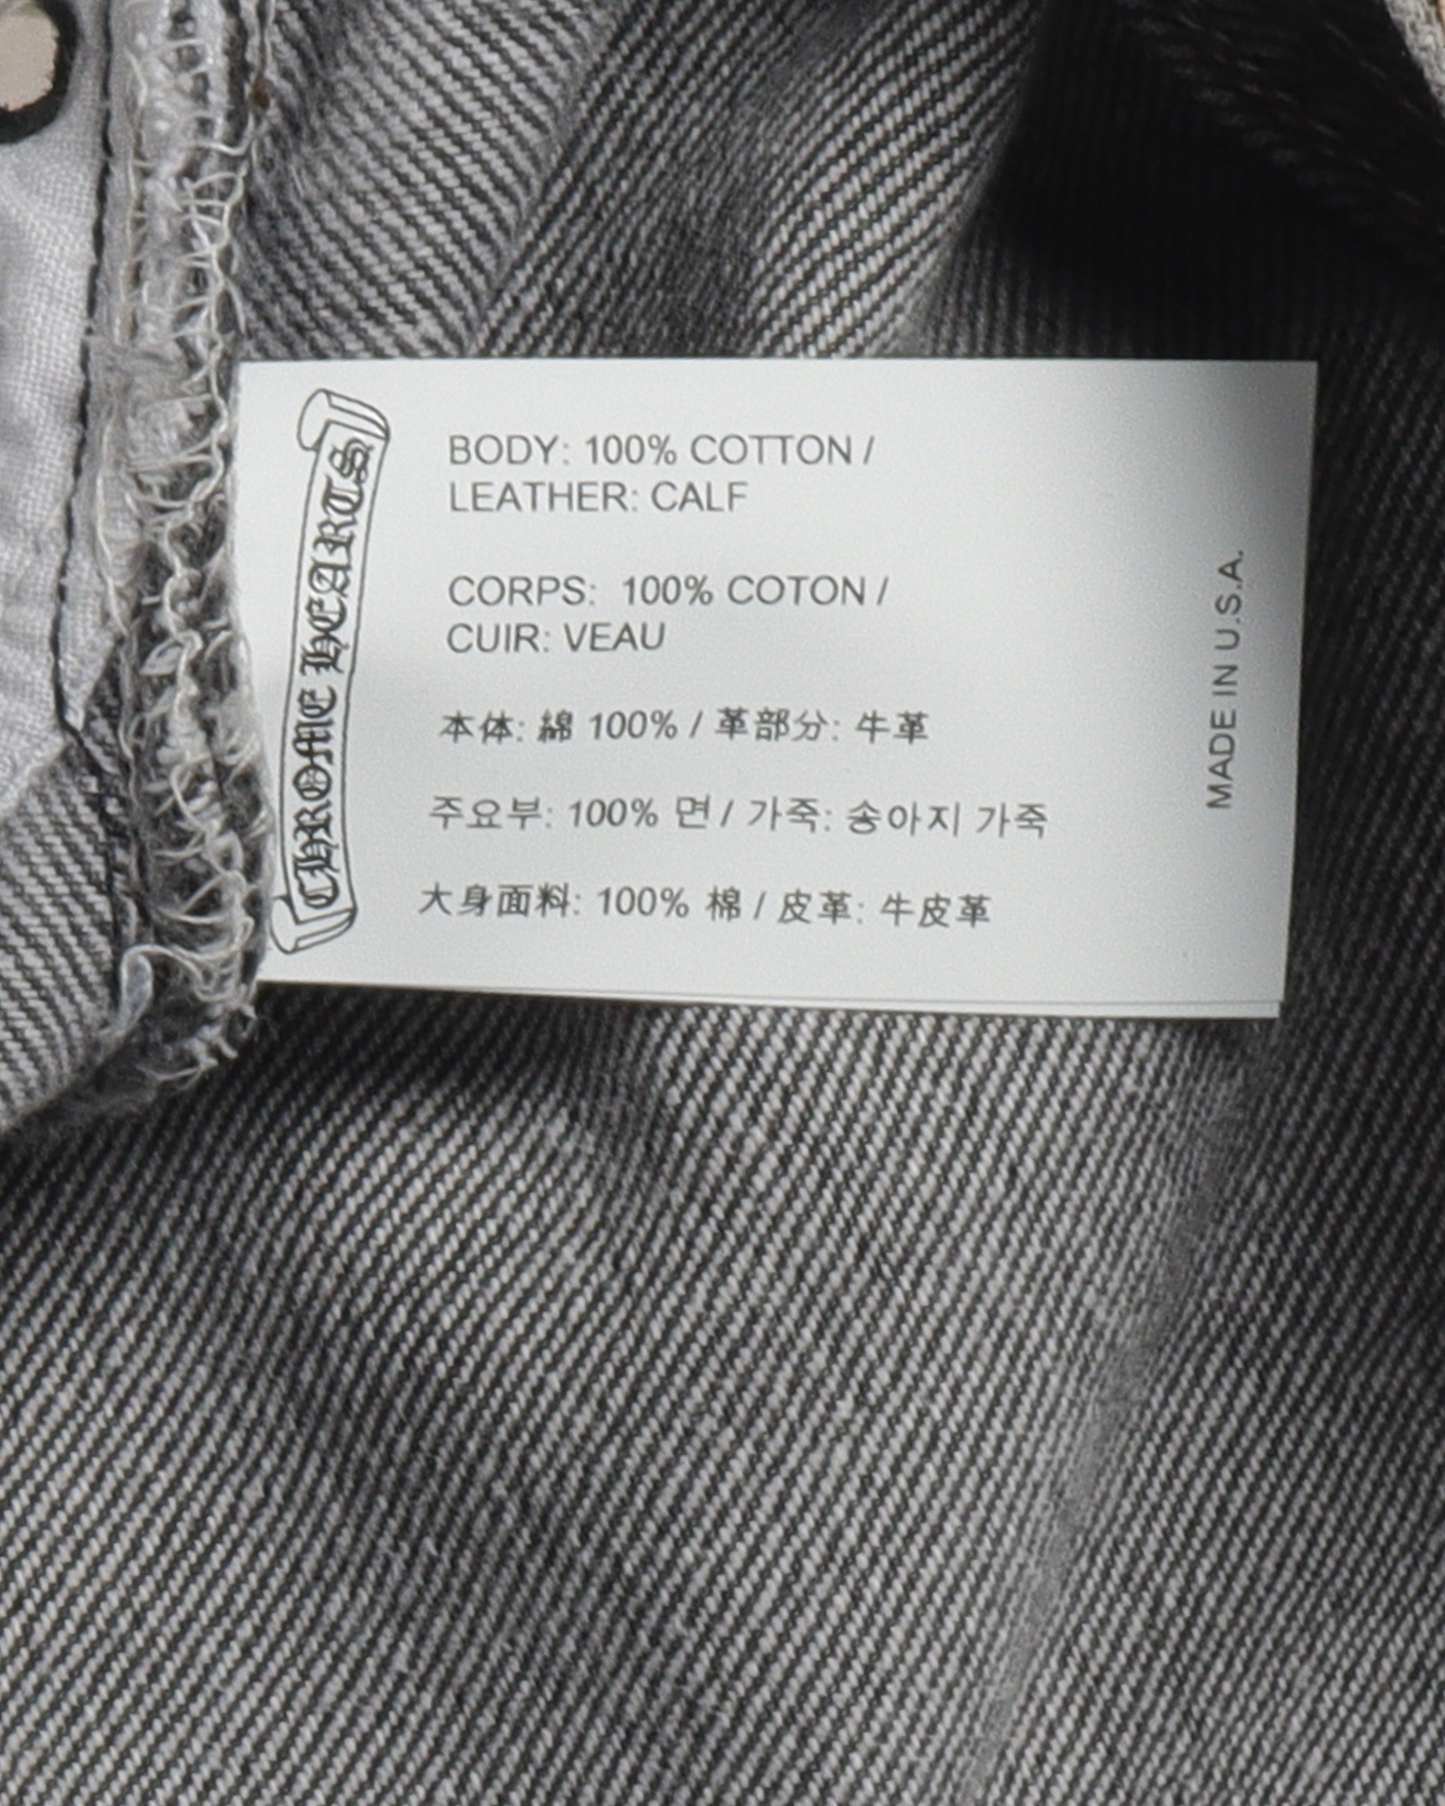 CHROME HEARTS
BODY: 100% COTTON /
LEATHER: CALF
CORPS: 100% COTON /
CUIR: VEAU
本体: 綿 100% / 革部分: 牛革
주요부: 100% 면 / 가죽: 송아지 가죽
大身面料: 100% 棉 / 皮革: 牛皮革
MADE IN U.S.A.